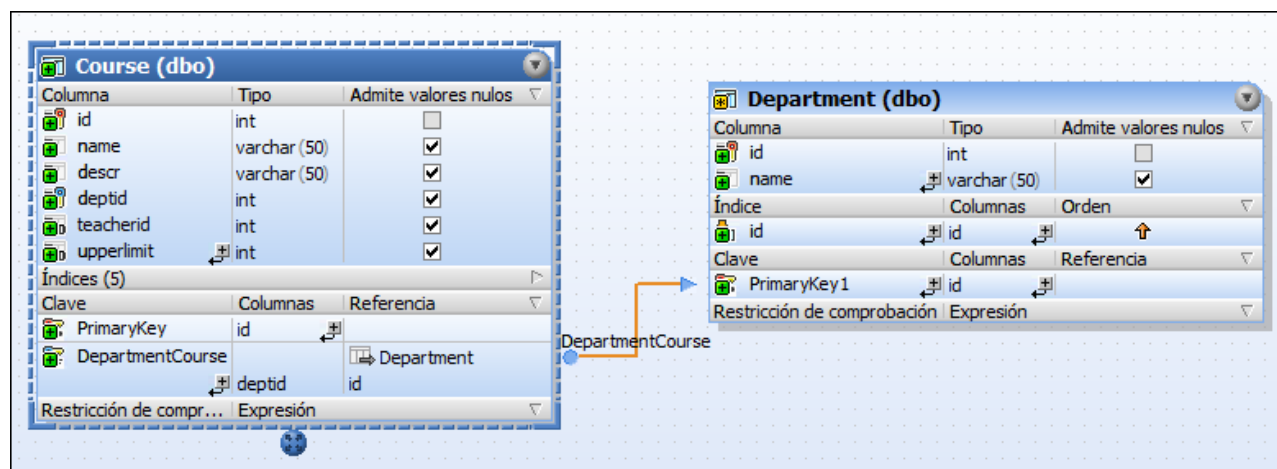 Course (dbo)
Columna Tipo Admite valores nulos
id int
name varchar (50)
descr varchar (50)
deptid int
teacherid int
upperlimit int
Índices (5)
Clave Columnas Referencia
PrimaryKey id
DepartmentCourse Department
deptid id
Restricción de compr... Expresión
DepartmentCourse
Department (dbo)
Columna Tipo Admite valores nulos
id int
name varchar (50)
Índice Columnas Orden
id id
Clave Columnas Referencia
PrimaryKey1 id
Restricción de comprobación Expresión